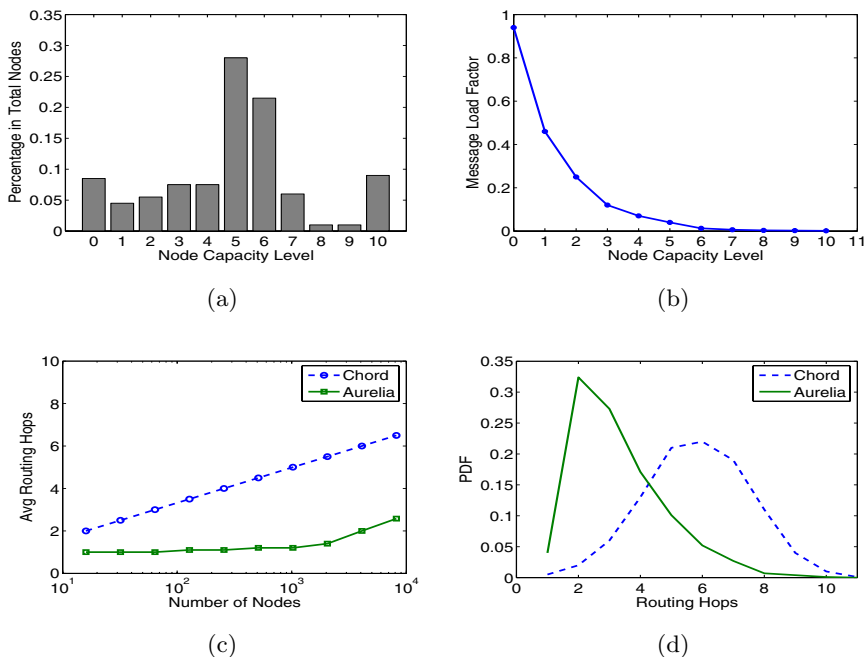 0.35
0.3
0.25
0.2
0.15
0.1
0.05
0
Percentage in Total Nodes
0 1 2 3 4 5 6 7 8 9 10
Node Capacity Level
(a)
1
0.8
0.6
0.4
0.2
0
Message Load Factor
0 1 2 3 4 5 6 7 8 9 10 11
Node Capacity Level
(b)
10
8
6
4
2
0
Avg Routing Hops
Chord
Aurelia
10^1 10^2 10^3 10^4
Number of Nodes
(c)
0.35
0.3
0.25
0.2
0.15
0.1
0.05
0
PDF
Chord
Aurelia
0 2 4 6 8 10
Routing Hops
(d)